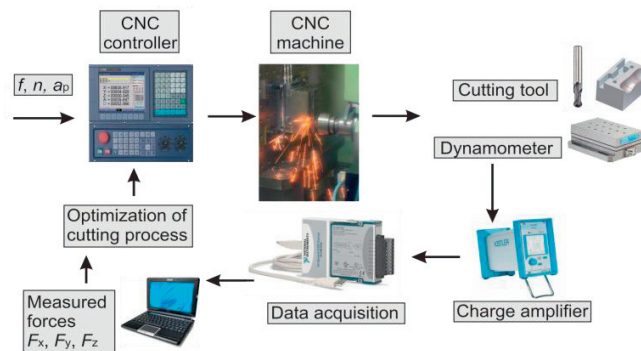 CNC
controller
CNC
machine
f, n, ap
Cutting tool
Dynamometer
Optimization of
cutting process
Measured
forces
Fx, Fy, Fz
Data acquisition
KISTLER
Charge amplifier